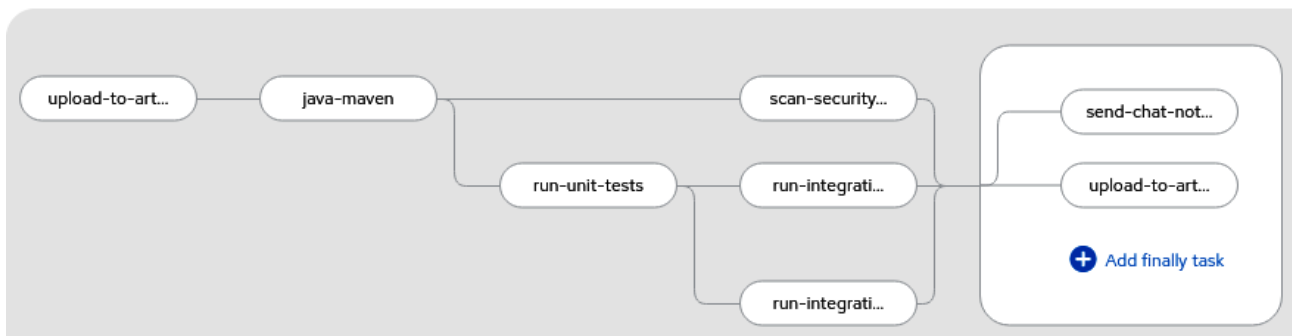 upload-to-art...
java-maven
scan-security...
send-chat-not...
run-unit-tests
run-integrati...
upload-to-art...
Add finally task
run-integrati...